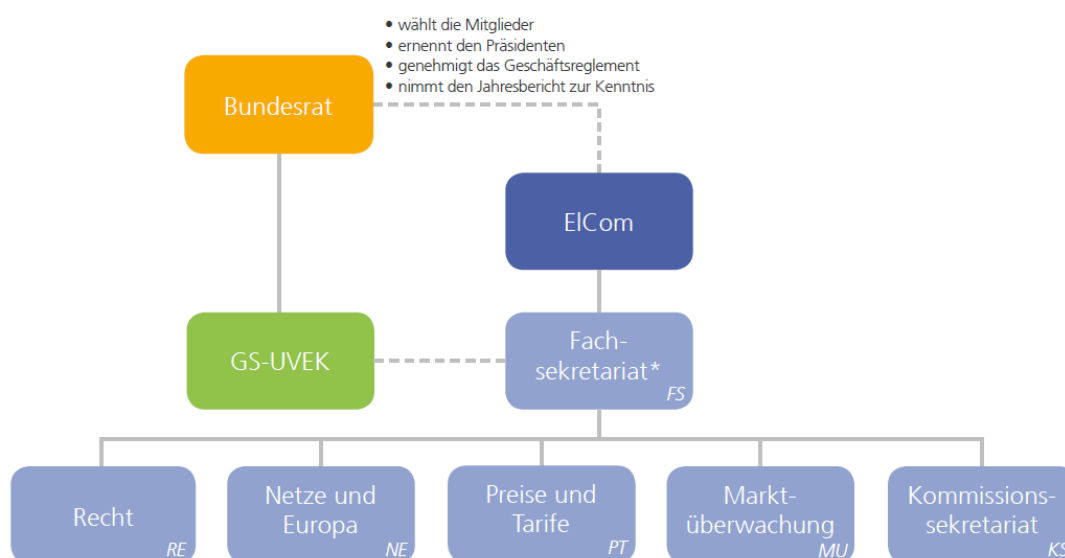 • wählt die Mitglieder
• ernennt den Präsidenten
• genehmigt das Geschäftsreglement
• nimmt den Jahresbericht zur Kenntnis
Bundesrat
ElCom
GS-UVEK
Fach-
sekretariat*
FS
Recht
RE
Netze und
Europa
NE
Preise und
Tarife
PT
Markt-
überwachung
MU
Kommissions-
sekretariat
KS